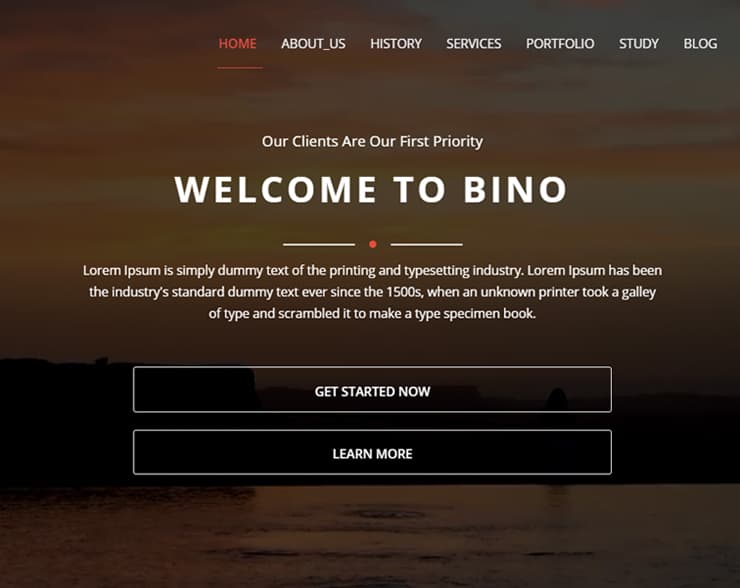 HOME ABOUT_US HISTORY SERVICES PORTFOLIO STUDY BLOG
Our Clients Are Our First Priority
WELCOME TO BINO
Lorem Ipsum is simply dummy text of the printing and typesetting industry. Lorem Ipsum has been
the industry's standard dummy text ever since the 1500s, when an unknown printer took a galley
of type and scrambled it to make a type specimen book.
GET STARTED NOW
LEARN MORE